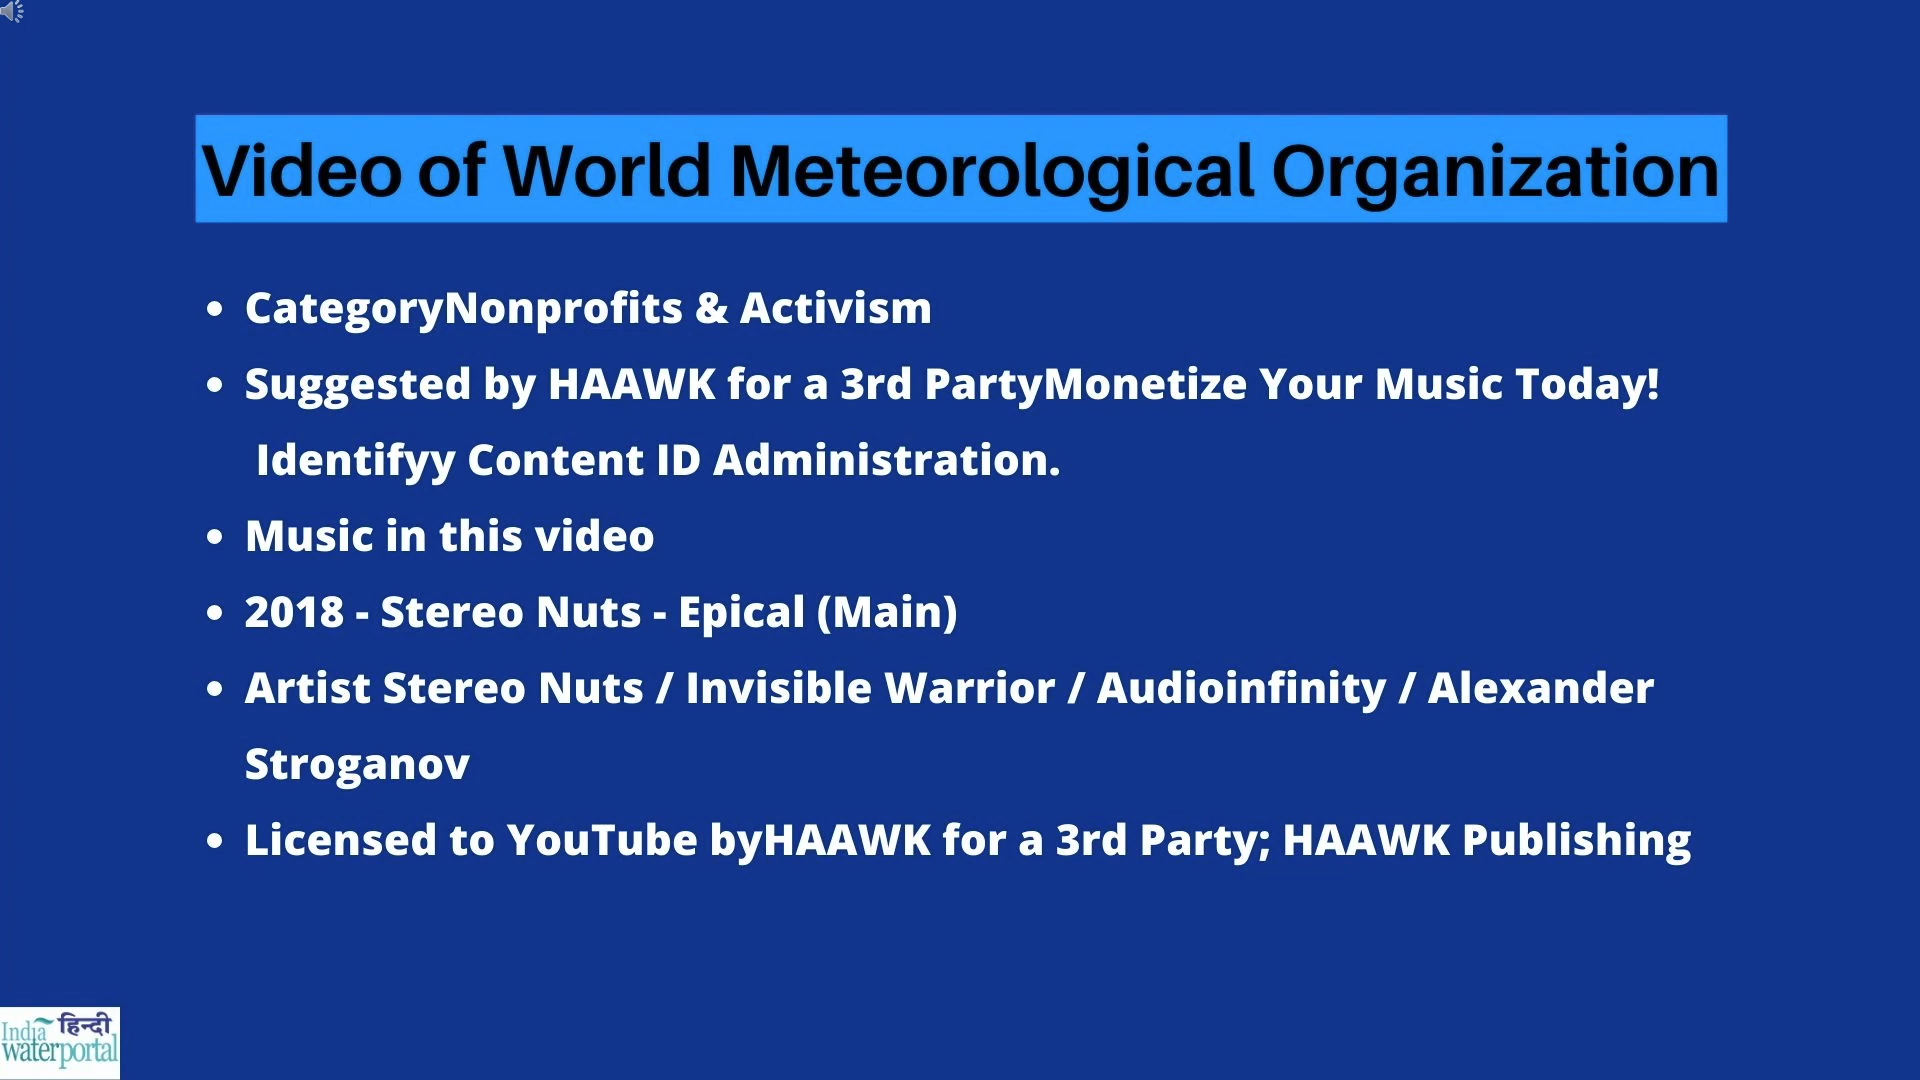 Video of World Meteorological Organization
• CategoryNonprofits & Activism
• Suggested by HAAWK for a 3rd PartyMonetize Your Music Today!
Identifyy Content ID Administration.
• Music in this video
• 2018 - Stereo Nuts - Epical (Main)
• Artist Stereo Nuts / Invisible Warrior / Audioinfinity / Alexander
Stroganov
• Licensed to YouTube byHAAWK for a 3rd Party; HAAWK Publishing
India हिन्दी
waterportal